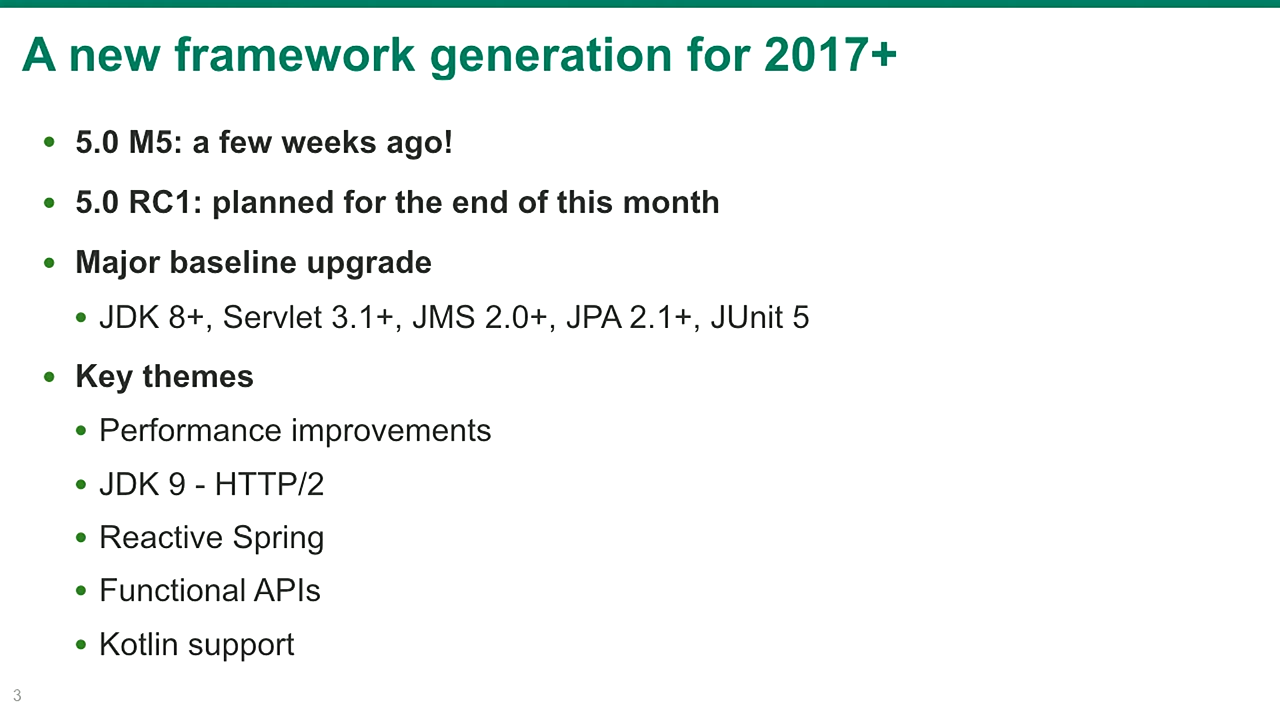 A new framework generation for 2017+
• 5.0 M5: a few weeks ago!
• 5.0 RC1: planned for the end of this month
• Major baseline upgrade
• JDK 8+, Servlet 3.1+, JMS 2.0+, JPA 2.1+, JUnit 5
• Key themes
• Performance improvements
• JDK 9 - HTTP/2
• Reactive Spring
• Functional APIs
• Kotlin support
3